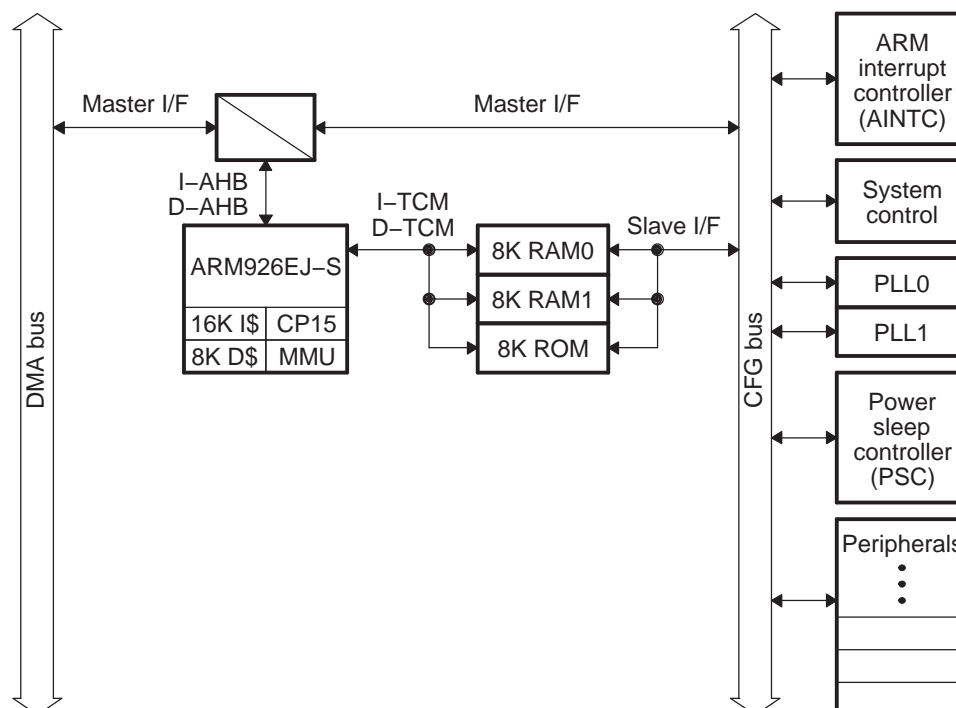 DMA bus
Master I/F
Master I/F
I–AHB
D–AHB
ARM926EJ–S
16K I$
CP15
8K D$
MMU
I–TCM
D–TCM
8K RAM0
8K RAM1
8K ROM
Slave I/F
CFG bus
ARM
interrupt
controller
(AINTC)
System
control
PLL0
PLL1
Power
sleep
controller
(PSC)
Peripherals